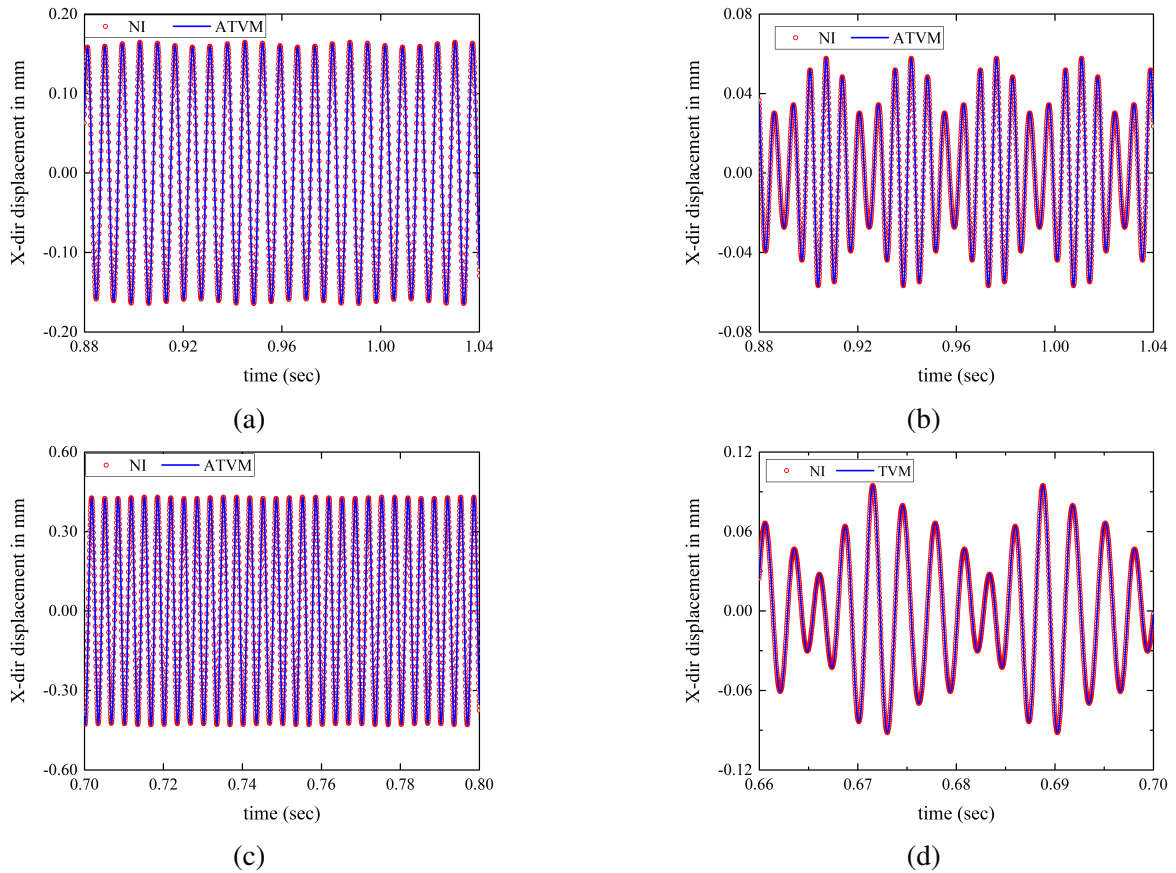 NI ATVM
0.20
0.10
0.00
-0.10
-0.20
X-dir displacement in mm
0.88 0.92 0.96 1.00 1.04
time (sec)
(a)
NI ATVM
0.08
0.04
0.00
-0.04
-0.08
X-dir displacement in mm
0.88 0.92 0.96 1.00 1.04
time (sec)
(b)
NI ATVM
0.60
0.30
0.00
-0.30
-0.60
X-dir displacement in mm
0.70 0.72 0.74 0.76 0.78 0.80
time (sec)
(c)
NI TVM
0.12
0.06
0.00
-0.06
-0.12
X-dir displacement in mm
0.66 0.67 0.68 0.69 0.70
time (sec)
(d)